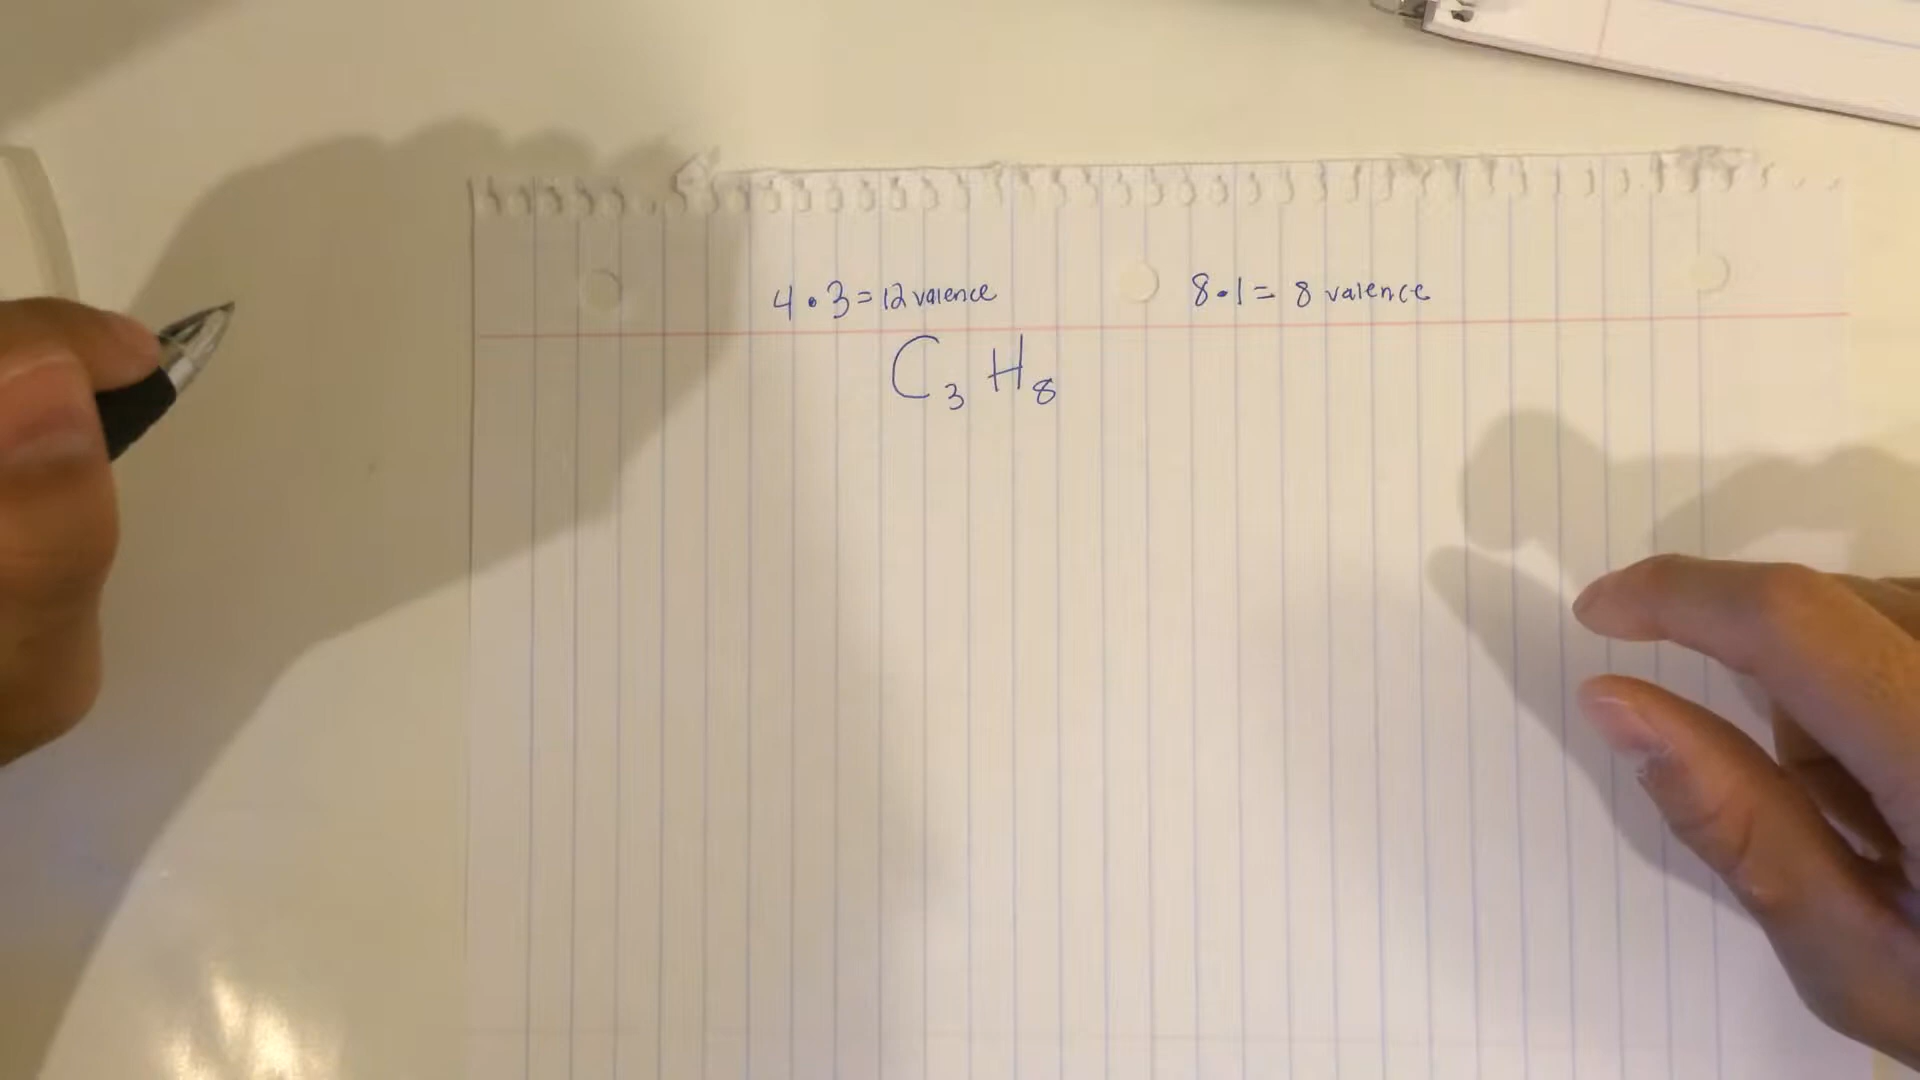 4 • 3 = 12 valence 8 • 1 = 8 valence
C₃ H₈